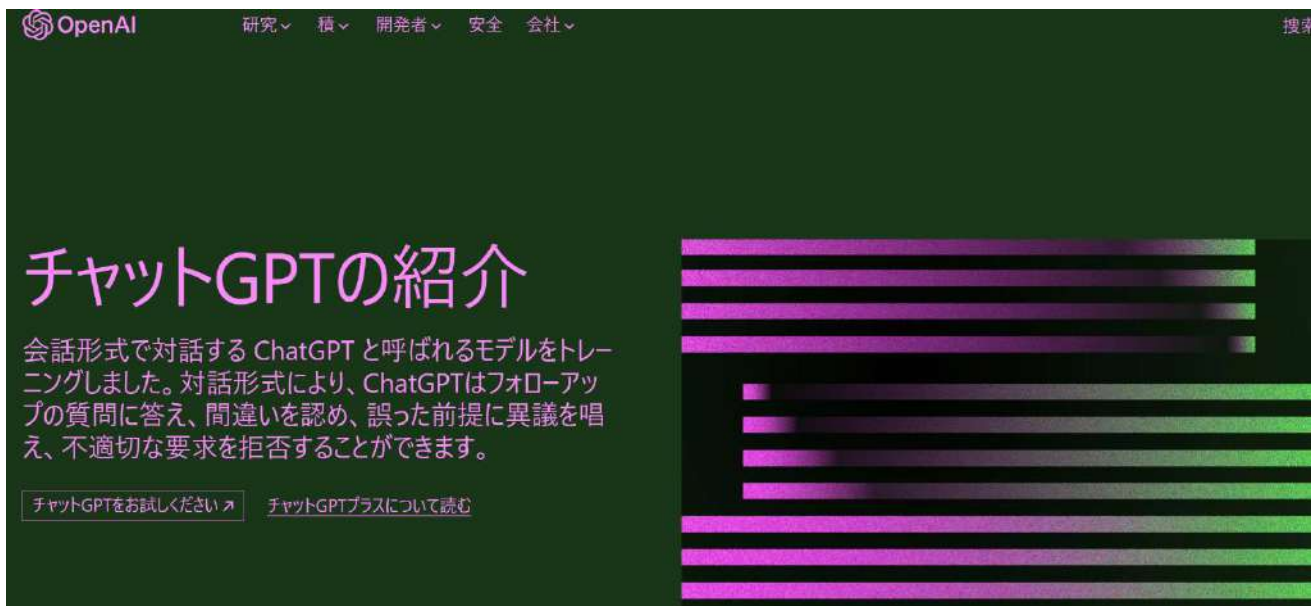 OpenAI 研究 積 開発者 安全 会社 捜索
チャットGPTの紹介
会話形式で対話する ChatGPT と呼ばれるモデルをトレー
ニングしました。対話形式により、ChatGPTはフォローアッ
プの質問に答え、間違いを認め、誤った前提に異議を唱
え、不適切な要求を拒否することができます。
チャットGPTをお試しください↗ チャットGPTプラスについて読む